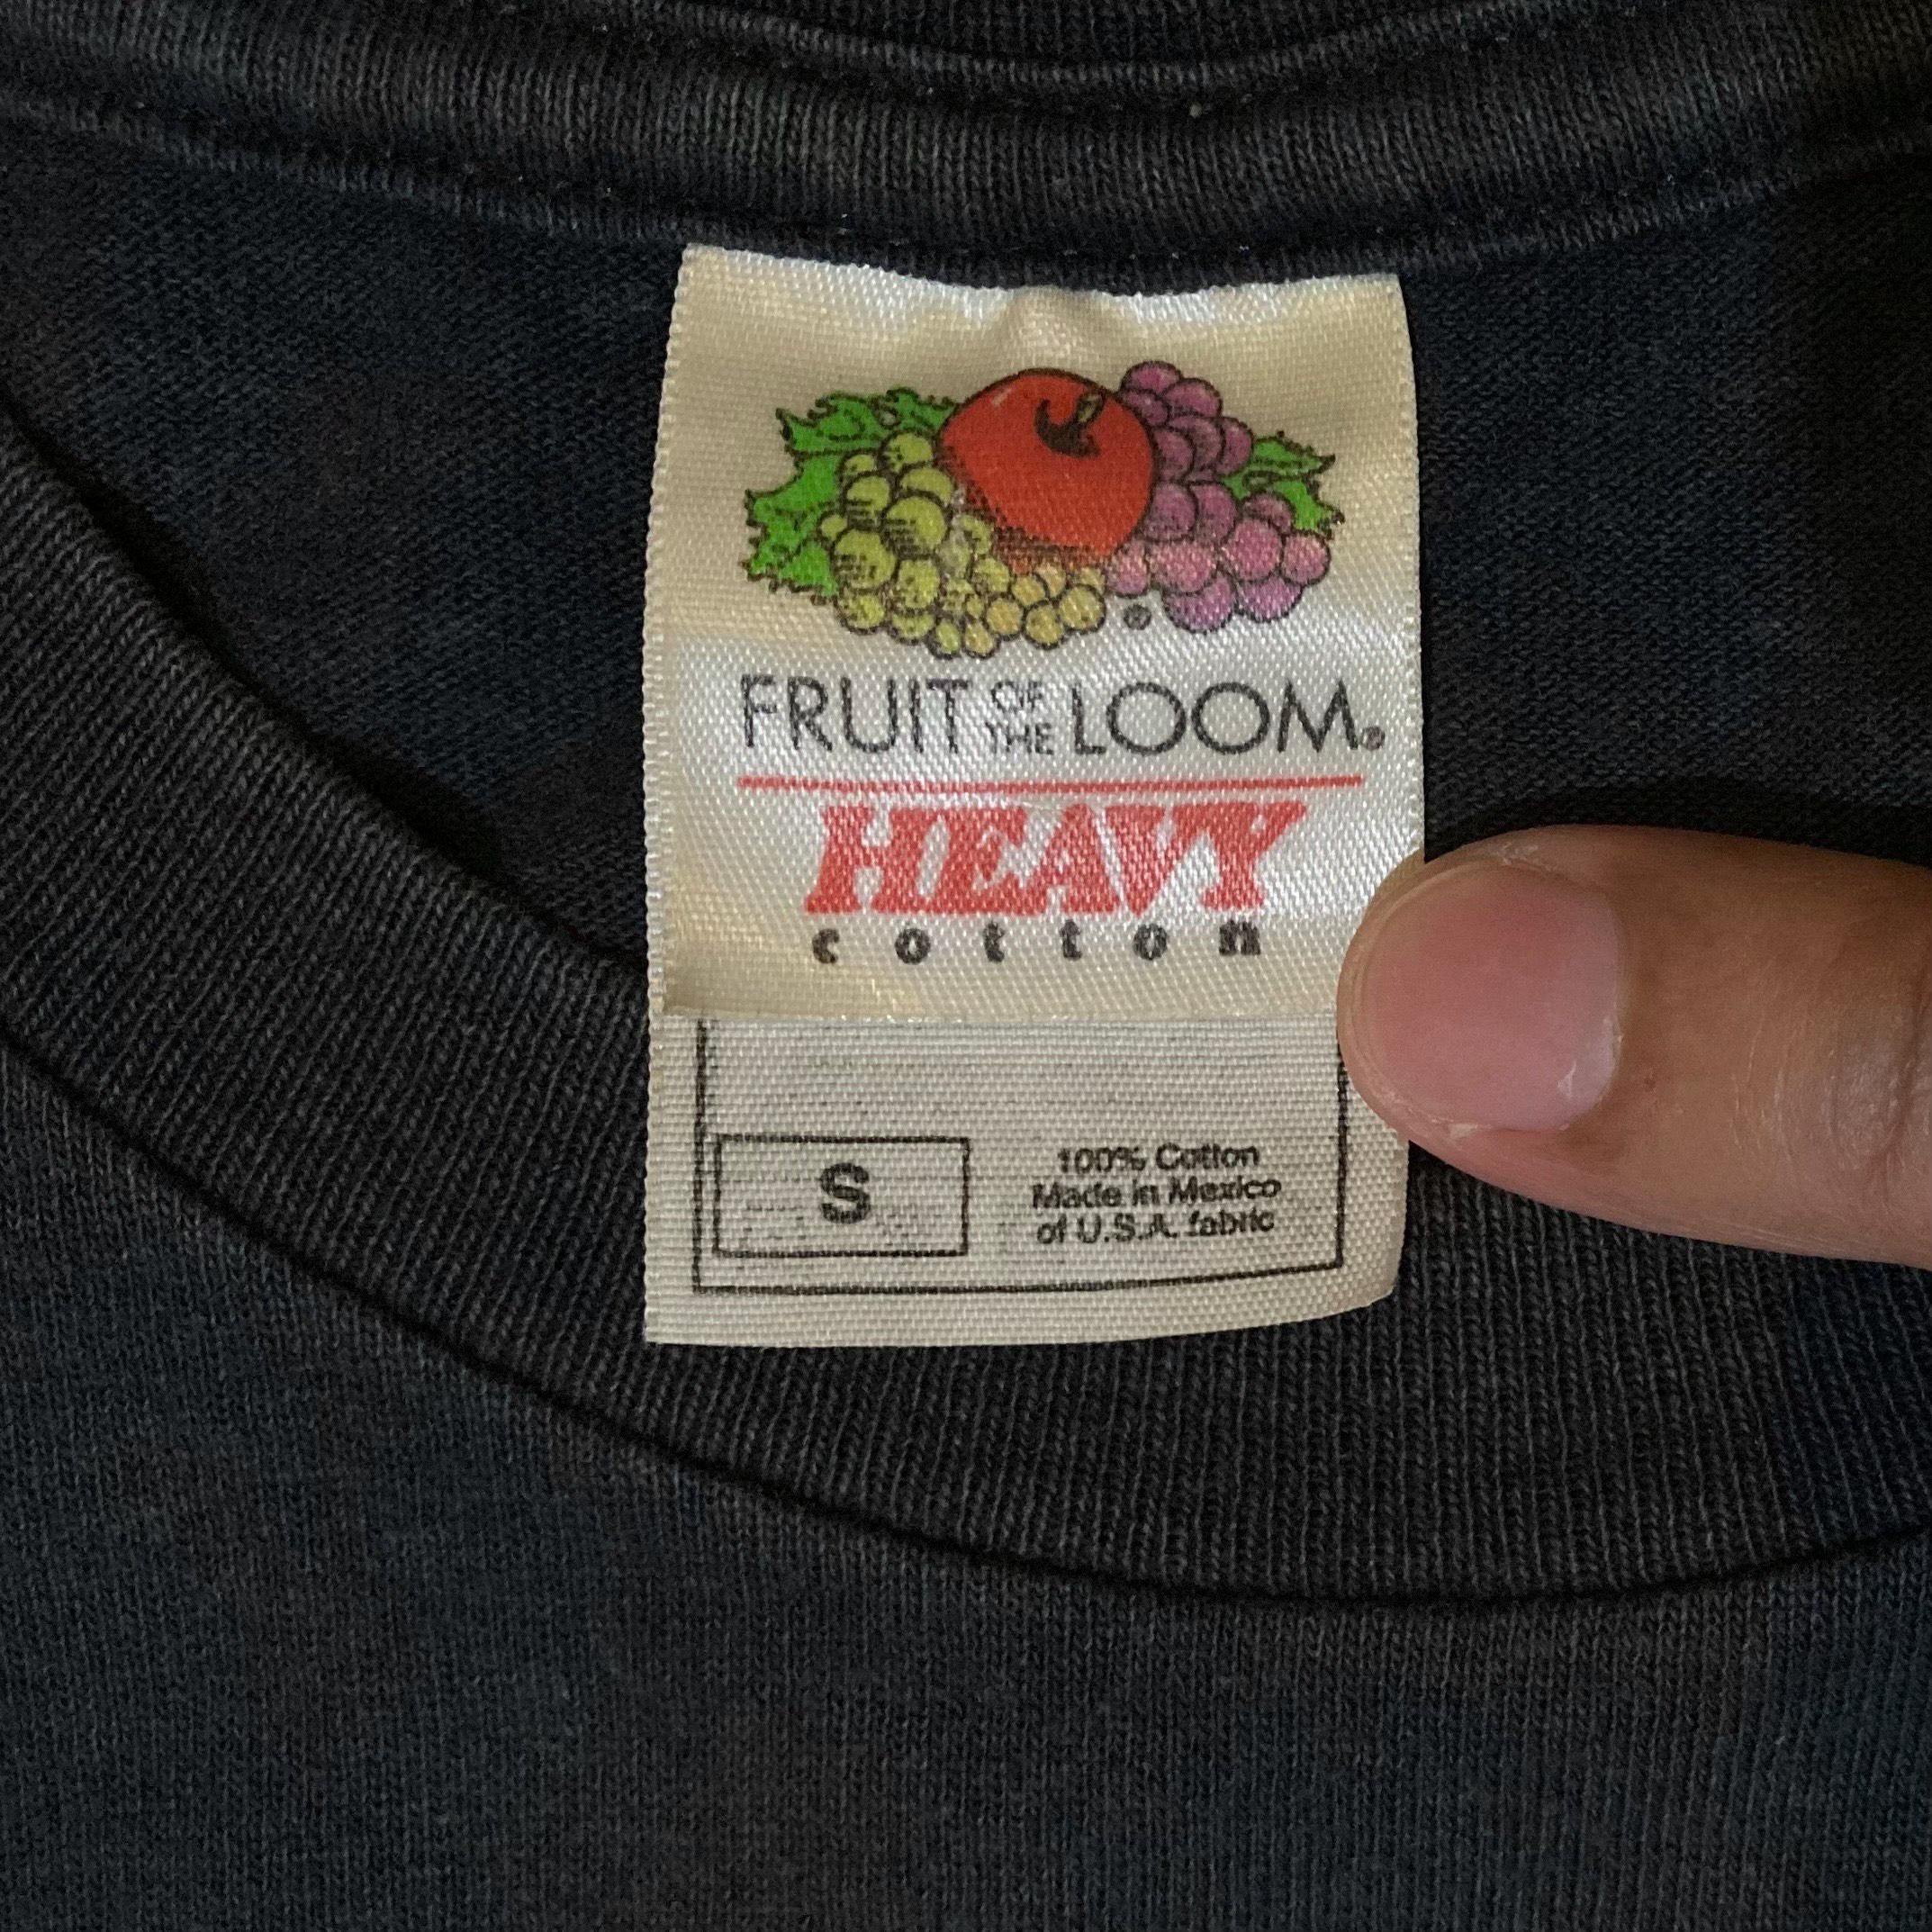 FRUIT OF THE LOOM®
HEAVY
cotton
S
100% Cotton
Made in Mexico
of U.S.A. fabric